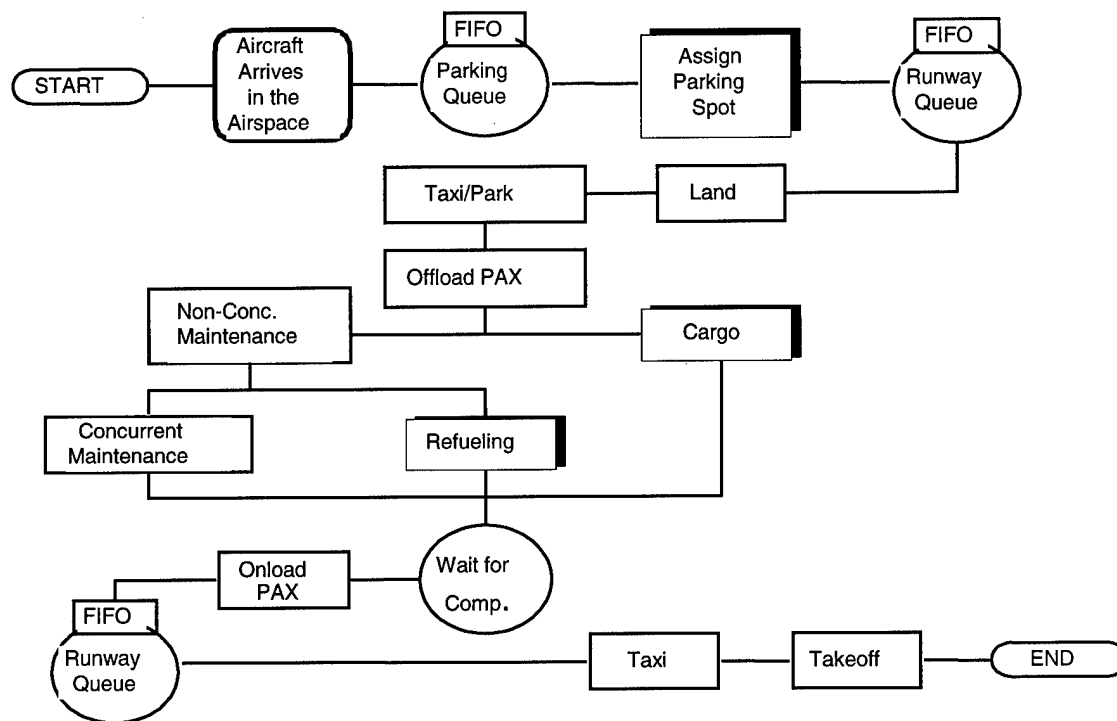 START
Aircraft
Arrives
in the
Airspace
FIFO
Parking
Queue
Assign
Parking
Spot
FIFO
Runway
Queue
Taxi/Park
Land
Offload PAX
Non-Conc.
Maintenance
Cargo
Concurrent
Maintenance
Refueling
Wait for
Comp.
Onload
PAX
FIFO
Runway
Queue
Taxi
Takeoff
END